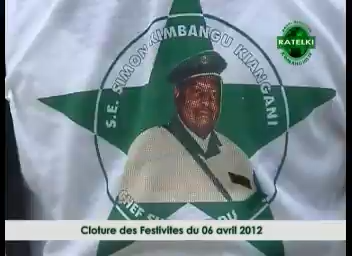 RATELKI
S.E. SIMON KIMBANGU KIANGANI
CHEF
Cloture des Festivites du 06 avril 2012